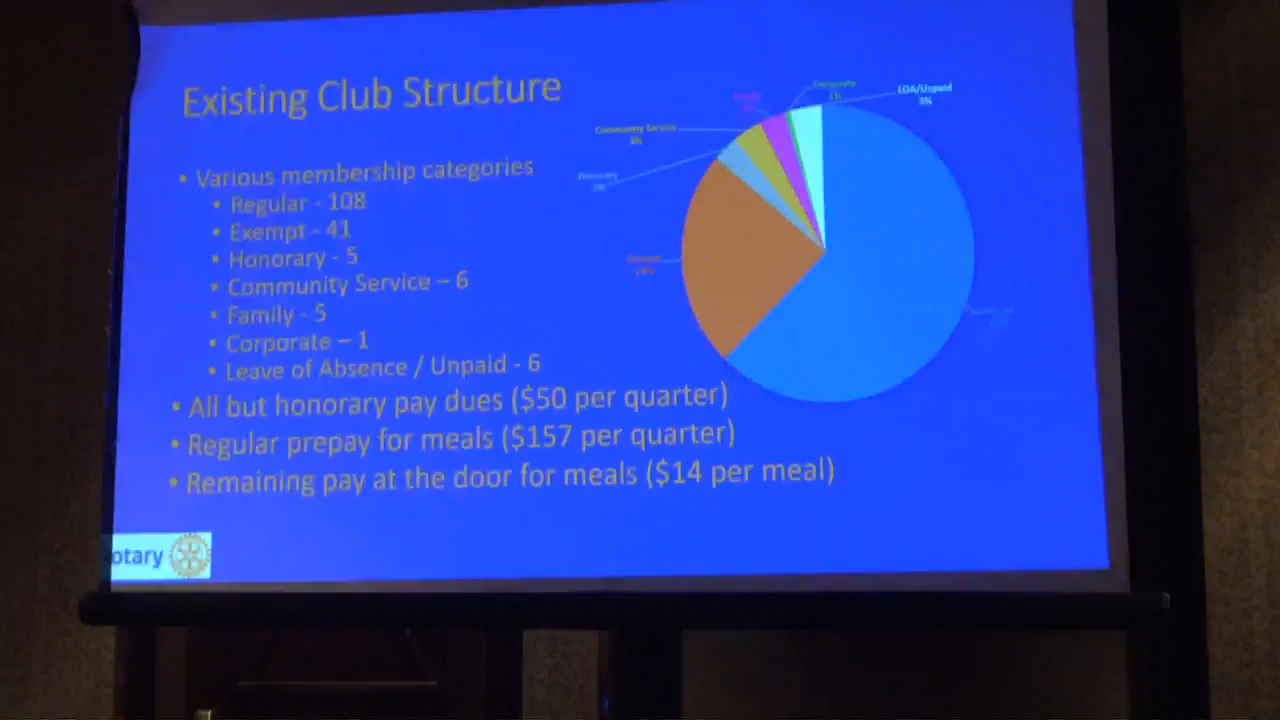 Existing Club Structure
• Various membership categories
• Regular - 108
• Exempt - 41
• Honorary - 5
• Community Service – 6
• Family - 5
• Corporate – 1
• Leave of Absence / Unpaid - 6
• All but honorary pay dues ($50 per quarter)
• Regular prepay for meals ($157 per quarter)
• Remaining pay at the door for meals ($14 per meal)
Corporate
1%
LOA/Unpaid
3%
Community Service
Honorary
otary